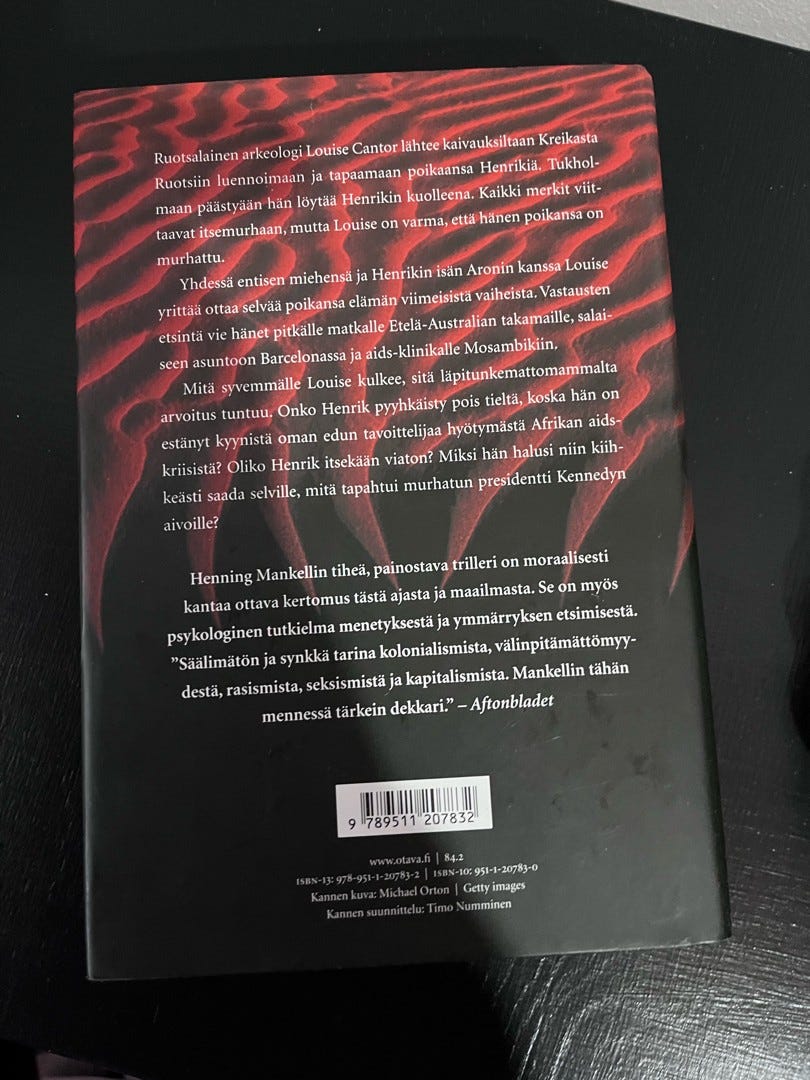 Ruotsalainen arkeologi Louise Cantor lähtee kaivauksiltaan Kreikasta
Ruotsiin luennoimaan ja tapaamaan poikaansa Henrikiä. Tukhol-
maan päästyään hän löytää Henrikin kuolleena. Kaikki merkit viit-
taavat itsemurhaan, mutta Louise on varma, että hänen poikansa on
murhattu.
Yhdessä entisen miehensä ja Henrikin isän Aronin kanssa Louise
yrittää ottaa selvää poikansa elämän viimeisistä vaiheista. Vastausten
etsintä vie hänet pitkälle matkalle Etelä-Australian takamaille, salai-
seen asuntoon Barcelonassa ja aids-klinikalle Mosambikiin.
Mitä syvemmälle Louise kulkee, sitä läpitunkemattomammalta
arvoitus tuntuu. Onko Henrik pyyhkäisty pois tieltä, koska hän on
estänyt kyynistä oman edun tavoittelijaa hyötymästä Afrikan aids-
kriisistä? Oliko Henrik itsekään viaton? Miksi hän halusi niin kiih-
keästi saada selville, mitä tapahtui murhatun presidentti Kennedyn
aivoille?
Henning Mankellin tiheä, painostava trilleri on moraalisesti
kantaa ottava kertomus tästä ajasta ja maailmasta. Se on myös
psykologinen tutkielma menetyksestä ja ymmärryksen etsimisestä.
”Säälimätön ja synkkä tarina kolonialismista, välinpitämättömyy-
destä, rasismista, seksismistä ja kapitalismista. Mankellin tähän
mennessä tärkein dekkari.” – Aftonbladet
9 789511 207832
www.otava.fi | 84.2
ISBN-13: 978-951-1-20783-2 | ISBN-10: 951-1-20783-0
Kannen kuva: Michael Orton | Getty images
Kannen suunnittelu: Timo Numminen